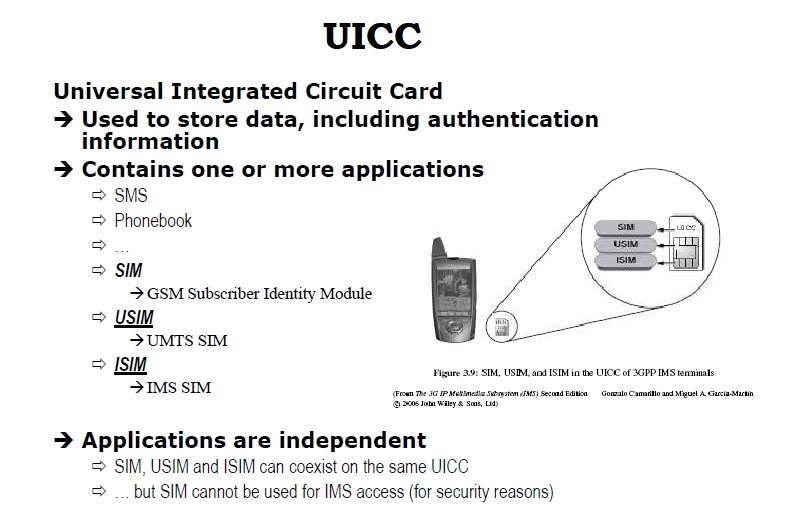 UICC
Universal Integrated Circuit Card
➔ Used to store data, including authentication
information
➔ Contains one or more applications
⇨ SMS
⇨ Phonebook
⇨ ...
⇨ SIM
→ GSM Subscriber Identity Module
⇨ USIM
→ UMTS SIM
⇨ ISIM
→ IMS SIM
SIM
USIM
ISIM
UICC
Figure 3.9: SIM, USIM, and ISIM in the UICC of 3GPP IMS terminals
(From The 3G IP Multimedia Subsystem (IMS) Second Edition Gonzalo Camarillo and Miguel A. García-Martín
© 2006 John Wiley & Sons, Ltd)
➔ Applications are independent
⇨ SIM, USIM and ISIM can coexist on the same UICC
⇨ ... but SIM cannot be used for IMS access (for security reasons)